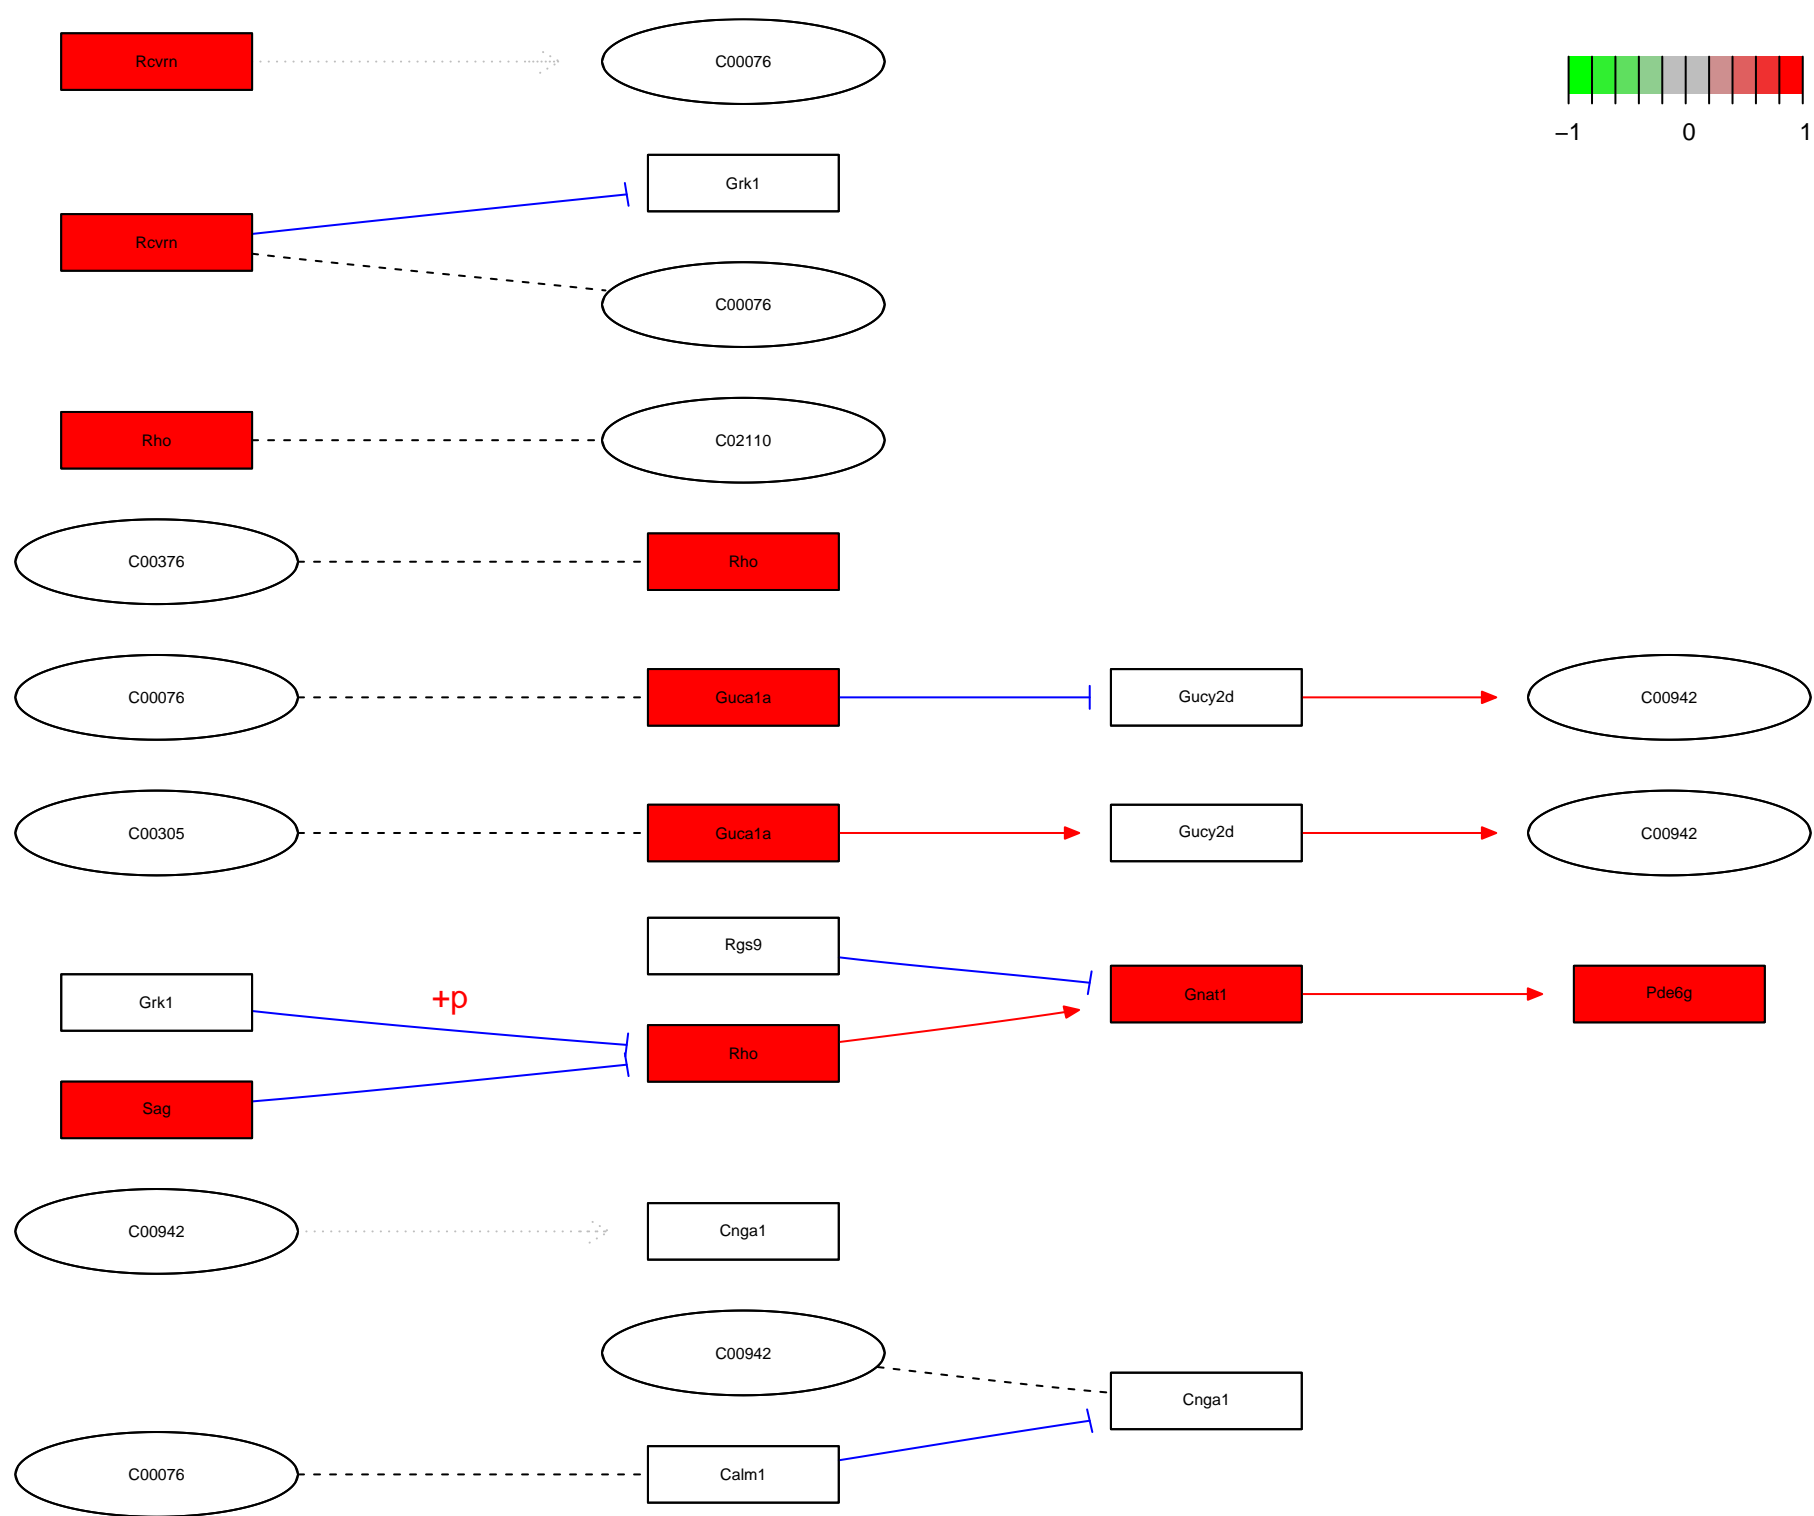 Rcvrn
C00076
−1 0 1
Grk1
Rcvrn
C00076
Rho
C02110
C00376
Rho
C00076
Guca1a
Gucy2d
C00942
C00305
Guca1a
Gucy2d
C00942
Rgs9
Grk1
+p
Gnat1
Pde6g
Rho
Sag
C00942
Cnga1
C00942
Cnga1
C00076
Calm1